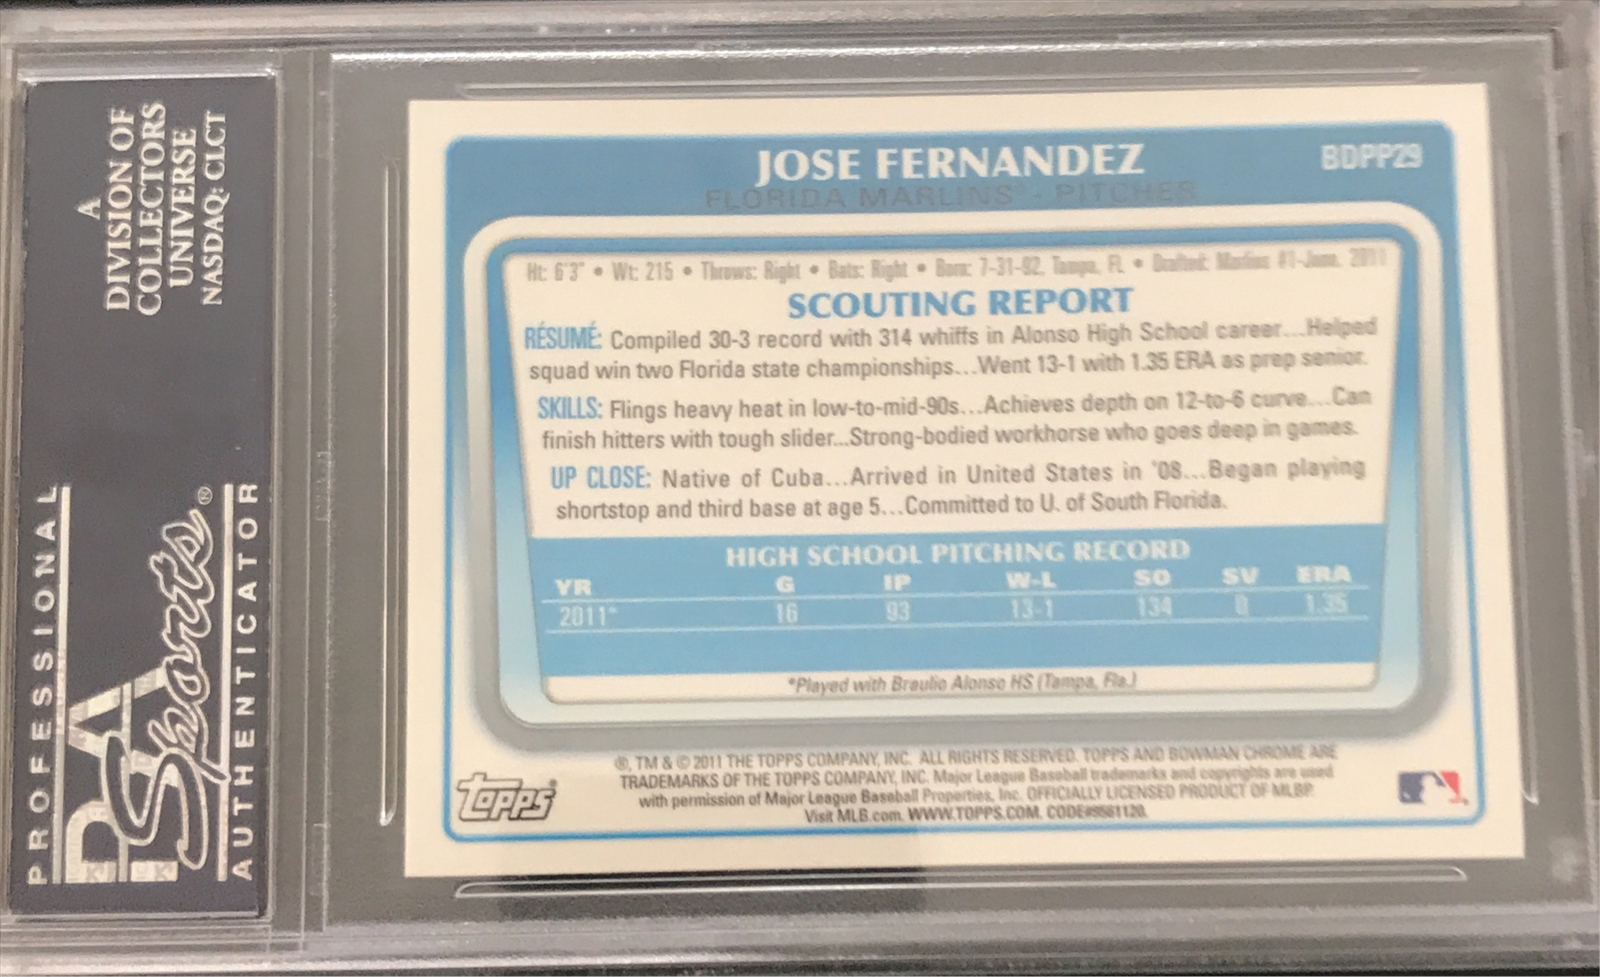 A
DIVISION OF
COLLECTORS
UNIVERSE
NASDAQ: CLCT
PROFESSIONAL
PSA
Sports®
AUTHENTICATOR
JOSE FERNANDEZ
BDPP29
FLORIDA MARLINS® - PITCHER
Ht: 6'3" • Wt: 215 • Throws: Right • Bats: Right • Born: 7-31-92, Tampa, FL • Drafted: Marlins #1-June, 2011
SCOUTING REPORT
RÉSUMÉ: Compiled 30-3 record with 314 whiffs in Alonso High School career...Helped
squad win two Florida state championships...Went 13-1 with 1.35 ERA as prep senior.
SKILLS: Flings heavy heat in low-to-mid-90s...Achieves depth on 12-to-6 curve...Can
finish hitters with tough slider...Strong-bodied workhorse who goes deep in games.
UP CLOSE: Native of Cuba...Arrived in United States in '08...Began playing
shortstop and third base at age 5...Committed to U. of South Florida.
HIGH SCHOOL PITCHING RECORD
YR G IP W-L SO SV ERA
2011* 16 93 13-1 134 0 1.35
*Played with Braulio Alonso HS (Tampa, Fla.)
®, TM & © 2011 THE TOPPS COMPANY, INC. ALL RIGHTS RESERVED. TOPPS AND BOWMAN CHROME ARE
TRADEMARKS OF THE TOPPS COMPANY, INC. Major League Baseball trademarks and copyrights are used
with permission of Major League Baseball Properties, Inc. OFFICIALLY LICENSED PRODUCT OF MLBP.
Visit MLB.com. WWW.TOPPS.COM. CODE#9581120.
Topps®